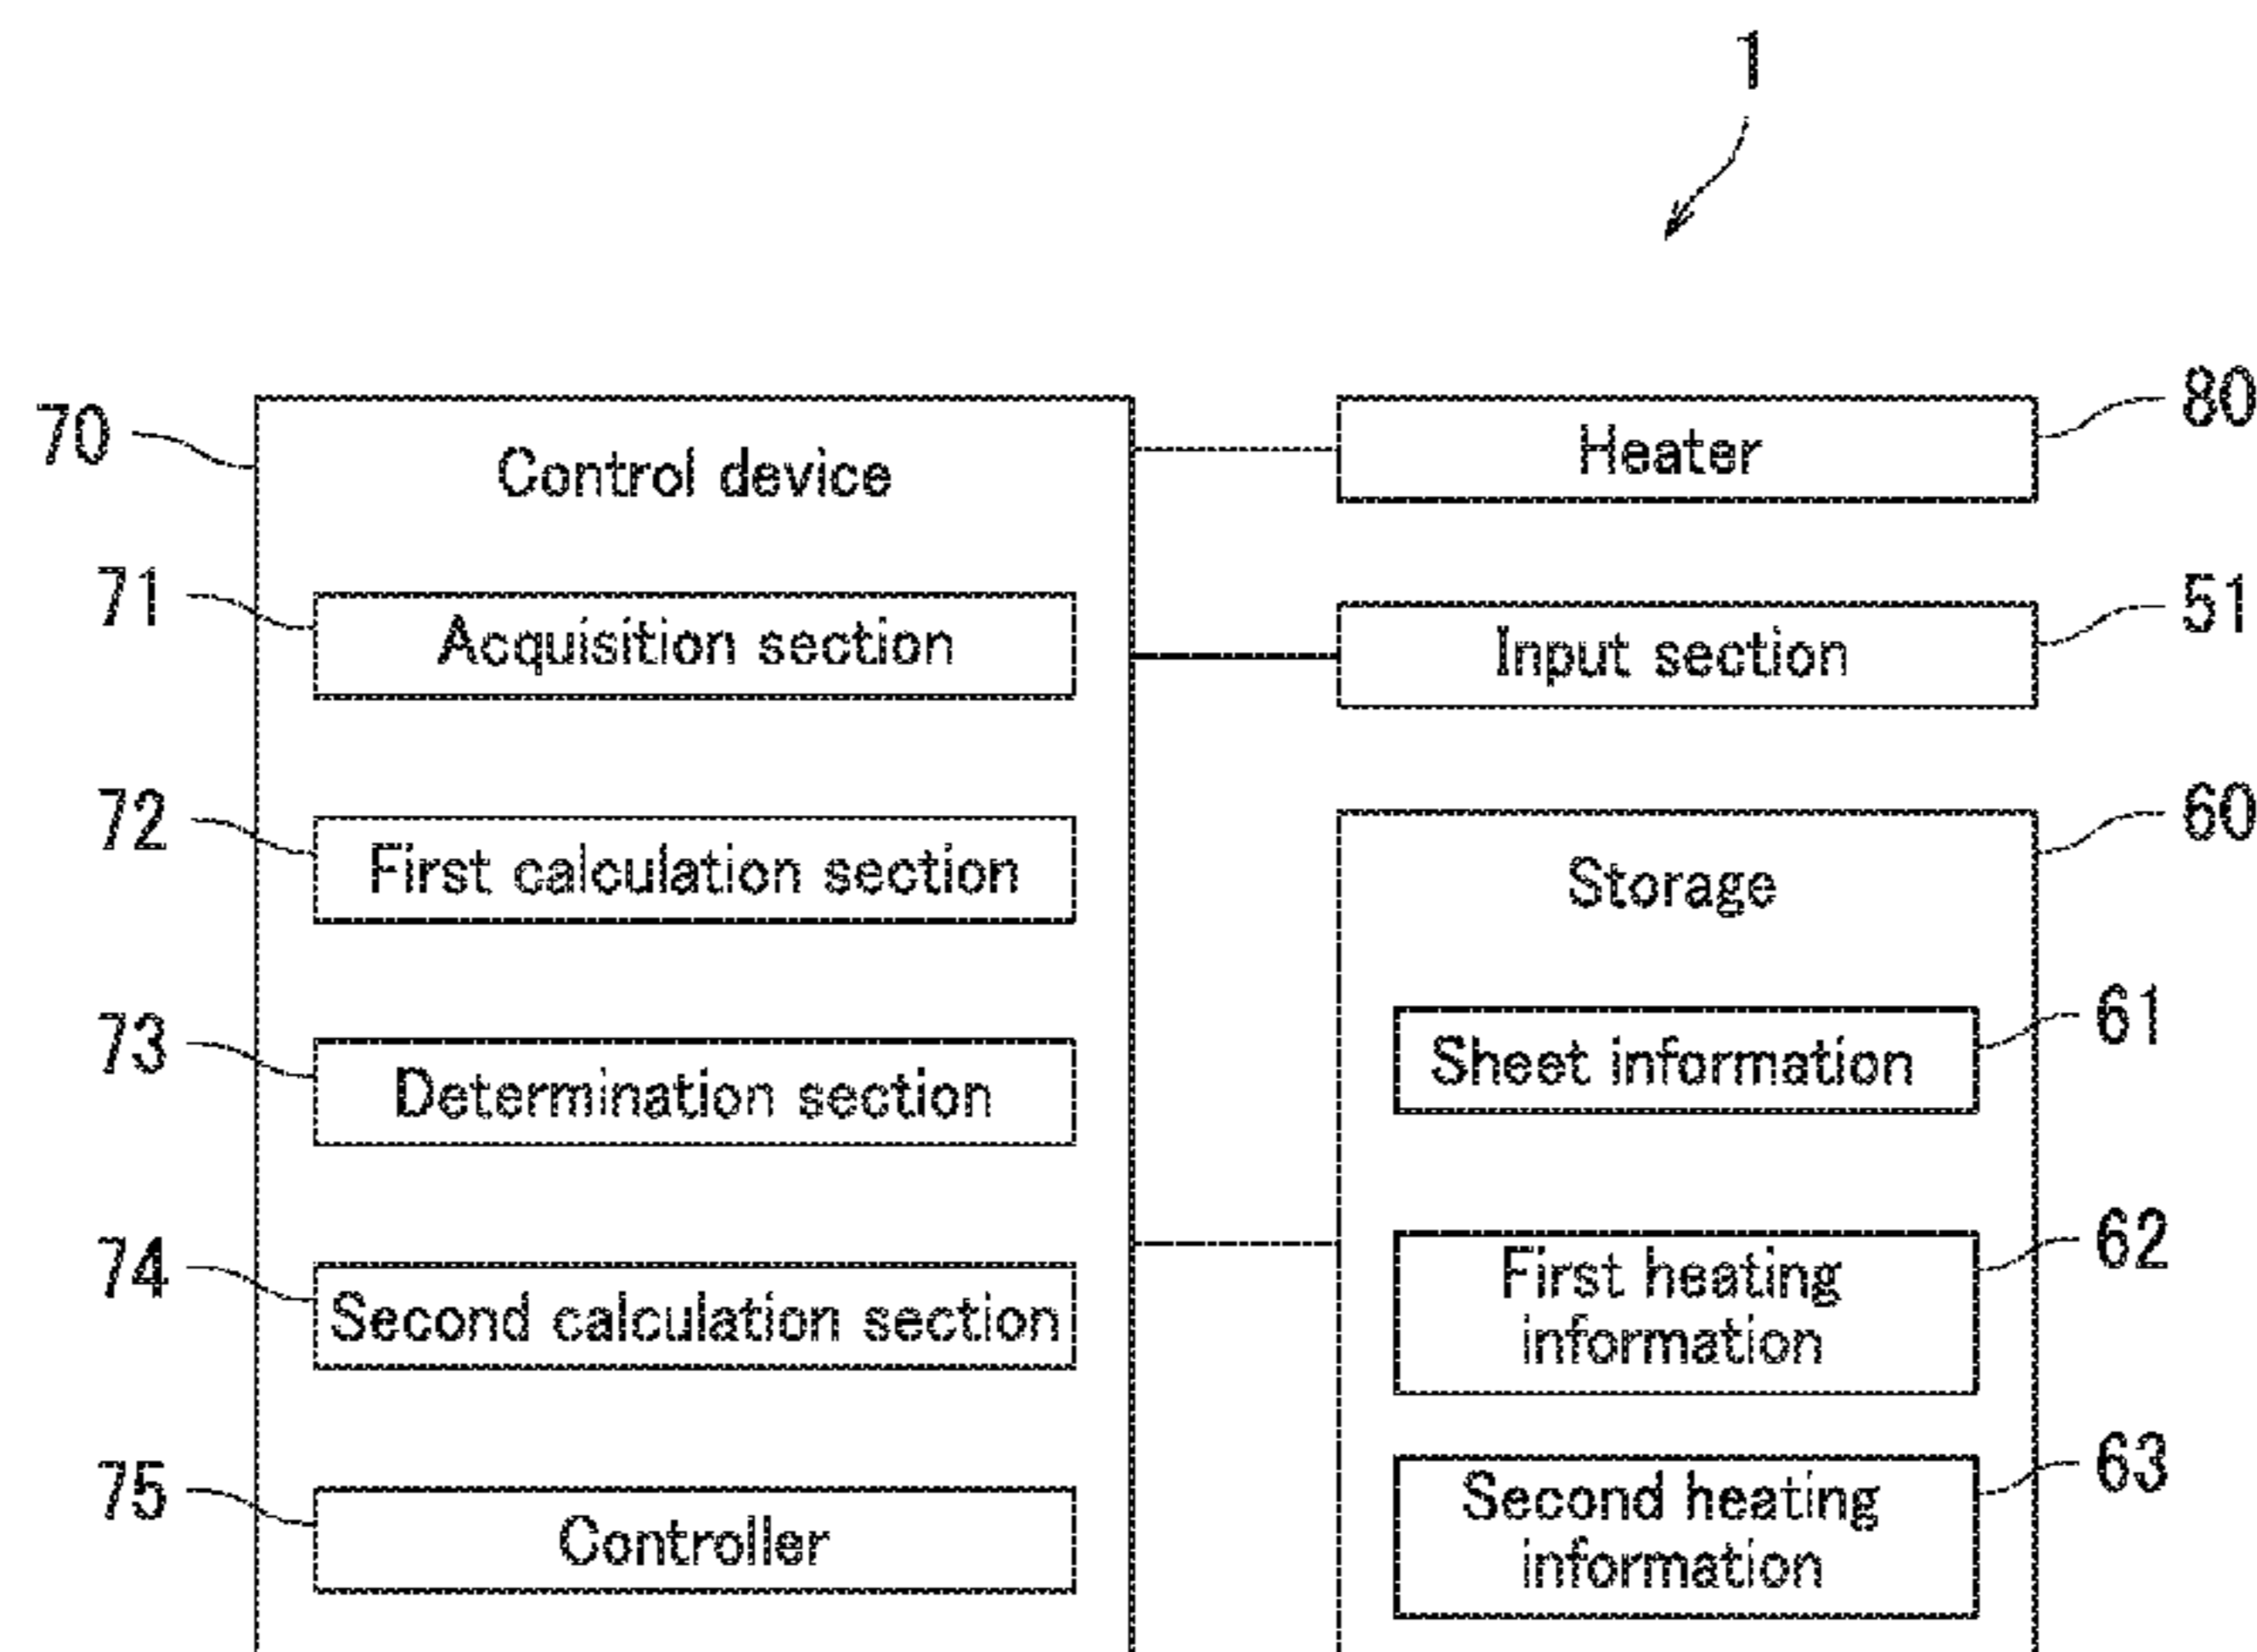 1
70
Control device
71
Acquisition section
72
First calculation section
73
Determination section
74
Second calculation section
75
Controller
80
Heater
51
Input section
60
Storage
61
Sheet information
62
First heating
information
63
Second heating
information